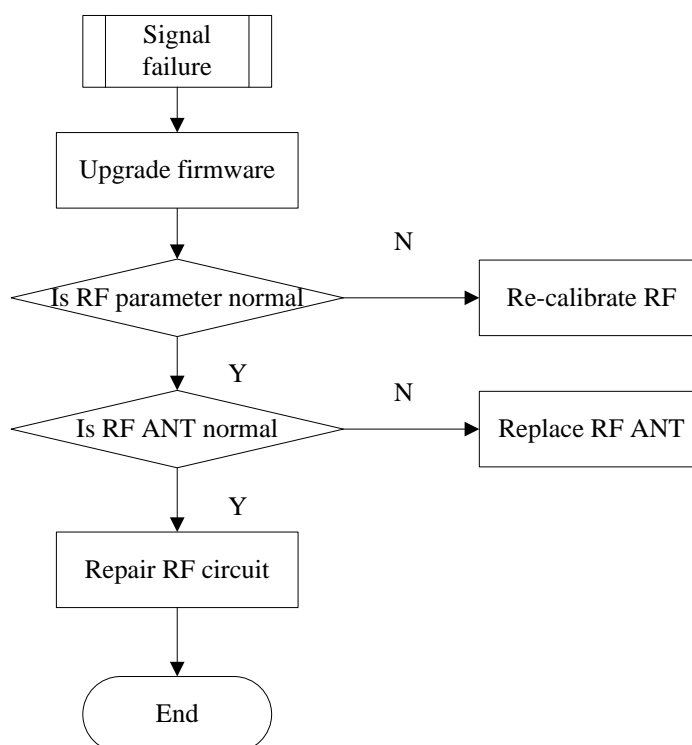 Signal
failure
Upgrade firmware
N
Is RF parameter normal
Re-calibrate RF
Y
N
Is RF ANT normal
Replace RF ANT
Y
Repair RF circuit
End